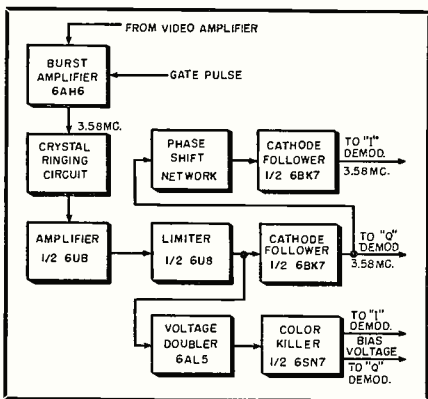 FROM VIDEO AMPLIFIER
BURST
AMPLIFIER
6AH6
GATE PULSE
3.58MC.
CRYSTAL
RINGING
CIRCUIT
PHASE
SHIFT
NETWORK
CATHODE
FOLLOWER
1/2 6BK7
TO "I"
DEMOD.
3.58 MC.
AMPLIFIER
1/2 6U8
LIMITER
1/2 6U8
CATHODE
FOLLOWER
1/2 6BK7
TO "Q"
DEMOD.
3.58MC.
VOLTAGE
DOUBLER
6AL5
COLOR
KILLER
1/2 6SN7
TO "I"
DEMOD.
BIAS
VOLTAGE
TO "Q"
DEMOD.